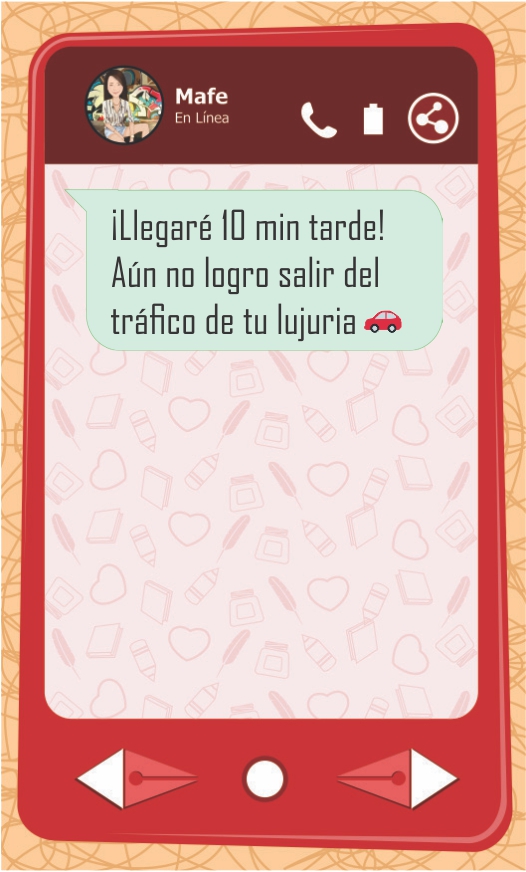 Mafe
En Línea
¡Llegaré 10 min tarde!
Aún no logro salir del
tráfico de tu lujuria 🚗